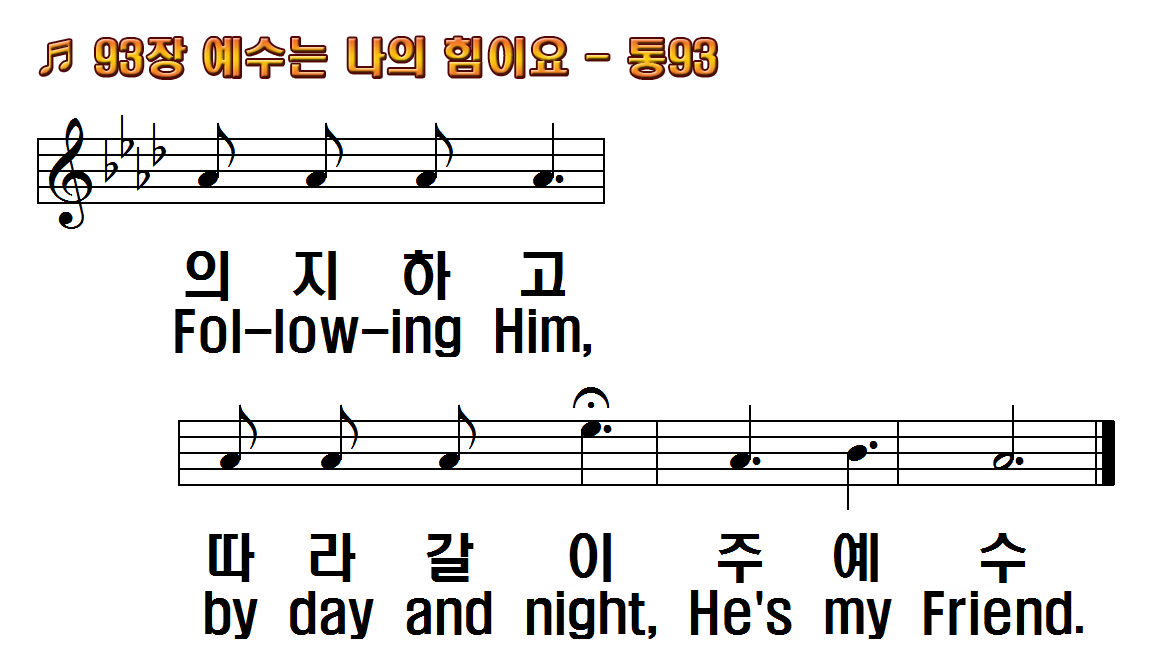 ♬ 93장 예수는 나의 힘이요 - 통93
의 지 하 고
Fol-low-ing Him,
따 라 갈 이 주 예 수
by day and night, He's my Friend.